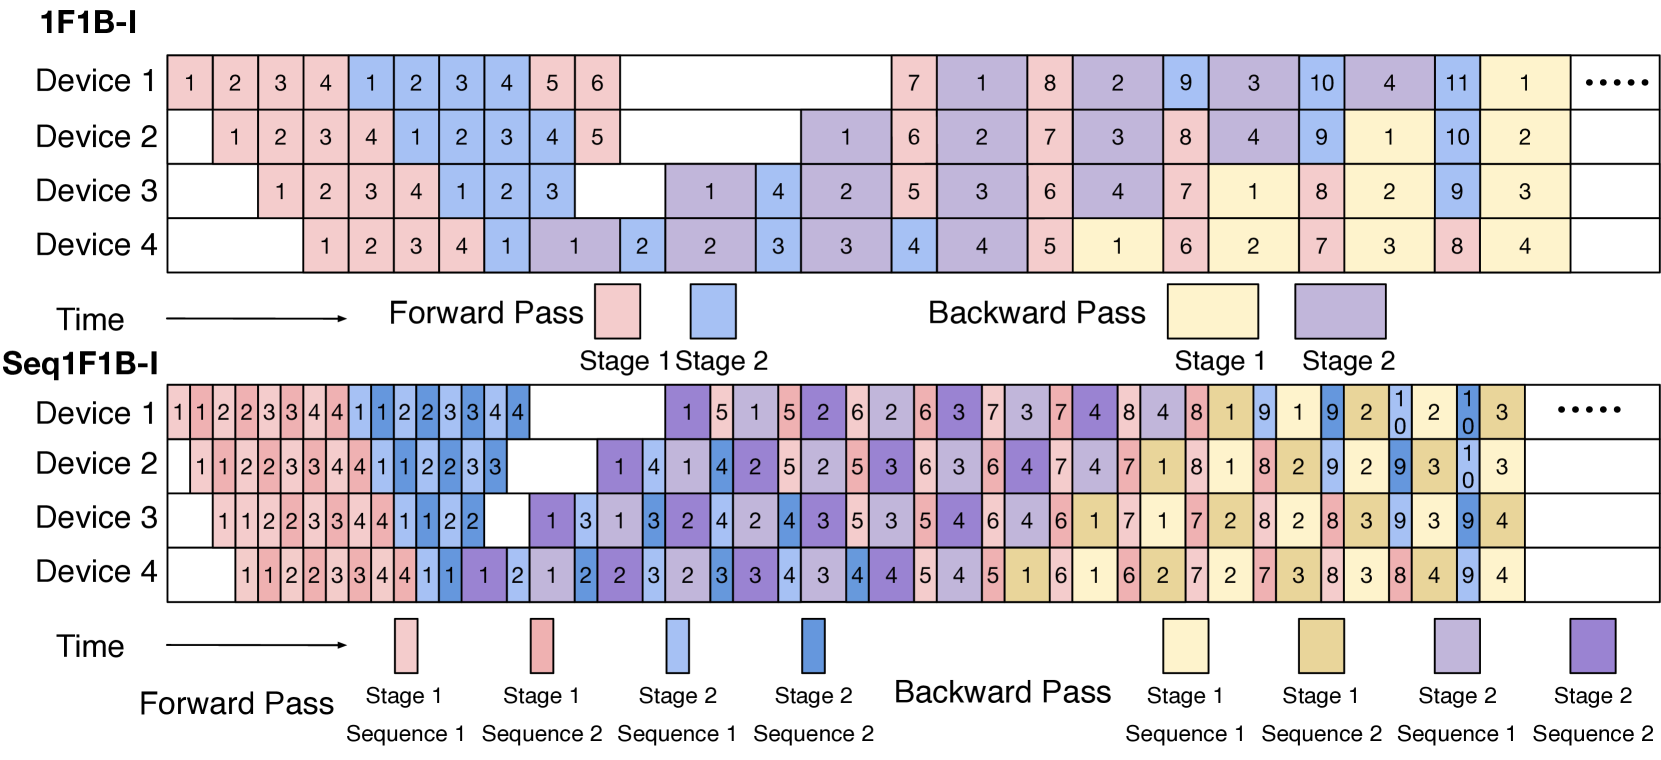 1F1B-I
Device 1 1 2 3 4 1 2 3 4 5 6 7 1 8 2 9 3 10 4 11 1 •••••
Device 2 1 2 3 4 1 2 3 4 5 1 6 2 7 3 8 4 9 1 10 2
Device 3 1 2 3 4 1 2 3 1 4 2 5 3 6 4 7 1 8 2 9 3
Device 4 1 2 3 4 1 1 2 2 3 3 4 4 5 1 6 2 7 3 8 4
Time Forward Pass Backward Pass
Stage 1 Stage 2 Stage 1 Stage 2
Seq1F1B-I
Device 1 1 1 2 2 3 3 4 4 1 1 2 2 3 3 4 4 1 5 1 5 2 6 2 6 3 7 3 7 4 8 4 8 1 9 1 9 2 10 2 10 3 •••••
Device 2 1 1 2 2 3 3 4 4 1 1 2 2 3 3 1 4 1 4 2 5 2 5 3 6 3 6 4 7 4 7 1 8 1 8 2 9 2 9 3 10 3
Device 3 1 1 2 2 3 3 4 4 1 1 2 2 1 3 1 3 2 4 2 4 3 5 3 5 4 6 4 6 1 7 1 7 2 8 2 8 3 9 3 9 4
Device 4 1 1 2 2 3 3 4 4 1 1 1 2 1 2 2 3 2 3 3 4 3 4 4 5 4 5 1 6 1 6 2 7 2 7 3 8 3 8 4 9 4
Time
Forward Pass Stage 1 Stage 1 Stage 2 Stage 2 Backward Pass Stage 1 Stage 1 Stage 2 Stage 2
Sequence 1 Sequence 2 Sequence 1 Sequence 2 Sequence 1 Sequence 2 Sequence 1 Sequence 2